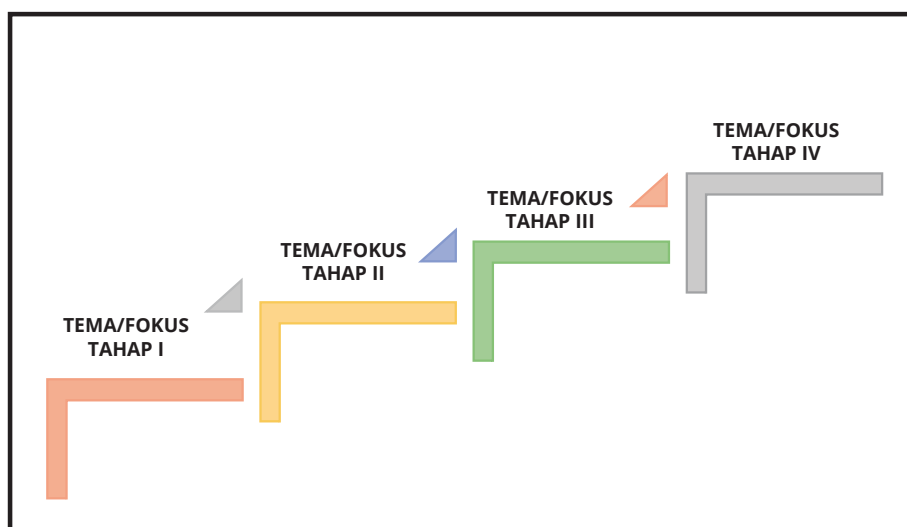 TEMA/FOKUS
TAHAP I
TEMA/FOKUS
TAHAP II
TEMA/FOKUS
TAHAP III
TEMA/FOKUS
TAHAP IV